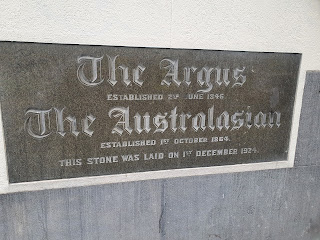 The Argus
ESTABLISHED 2ND JUNE 1846
The Australasian
ESTABLISHED 1ST OCTOBER 1864.
THIS STONE WAS LAID ON 1ST DECEMBER 1924.